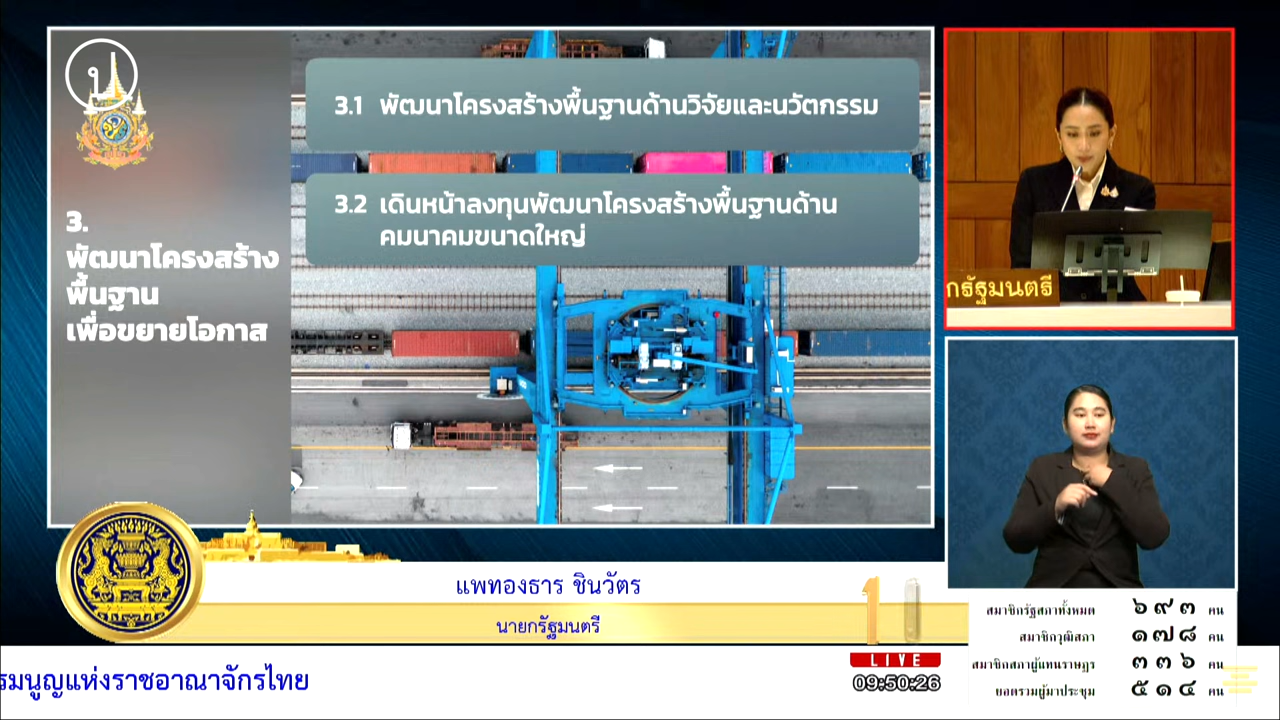 น
3.
พัฒนาโครงสร้าง
พื้นฐาน
เพื่อขยายโอกาส
3.1 พัฒนาโครงสร้างพื้นฐานด้านวิจัยและนวัตกรรม
3.2 เดินหน้าลงทุนพัฒนาโครงสร้างพื้นฐานด้าน
คมนาคมขนาดใหญ่
กรัฐมนตรี
แพทองธาร ชินวัตร
นายกรัฐมนตรี
10
LIVE
09:50:26
สมาชิกรัฐสภาทั้งหมด ๖๙๓ คน
สมาชิกวุฒิสภา ๑๗๘ คน
สมาชิกสภาผู้แทนราษฎร ๓๓๖ คน
ยอดรวมผู้มาประชุม ๕๑๔ คน
รมนูญแห่งราชอาณาจักรไทย